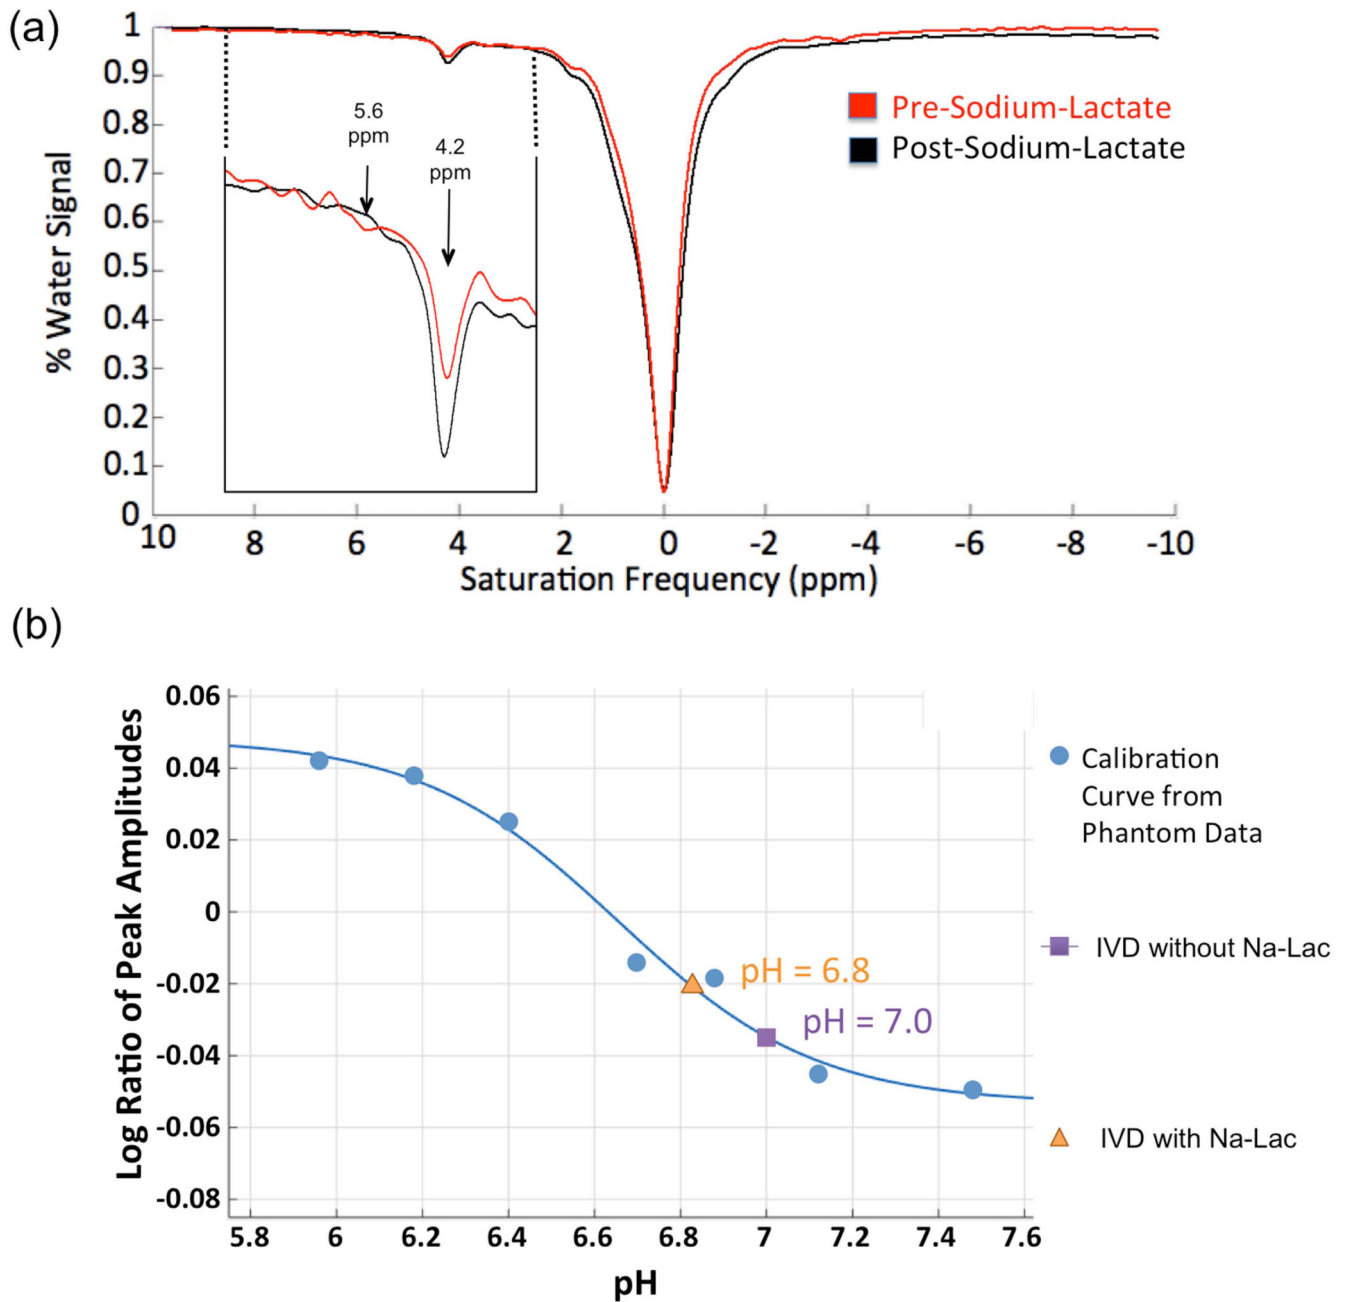 (a)
1
0.9
0.8
0.7
0.6
0.5
0.4
0.3
0.2
0.1
0
% Water Signal
5.6
ppm
4.2
ppm
Pre-Sodium-Lactate
Post-Sodium-Lactate
10 8 6 4 2 0 -2 -4 -6 -8 -10
Saturation Frequency (ppm)
(b)
0.06
0.04
0.02
0
-0.02
-0.04
-0.06
-0.08
Log Ratio of Peak Amplitudes
pH = 6.8
pH = 7.0
Calibration
Curve from
Phantom Data
IVD without Na-Lac
IVD with Na-Lac
5.8 6 6.2 6.4 6.6 6.8 7 7.2 7.4 7.6
pH